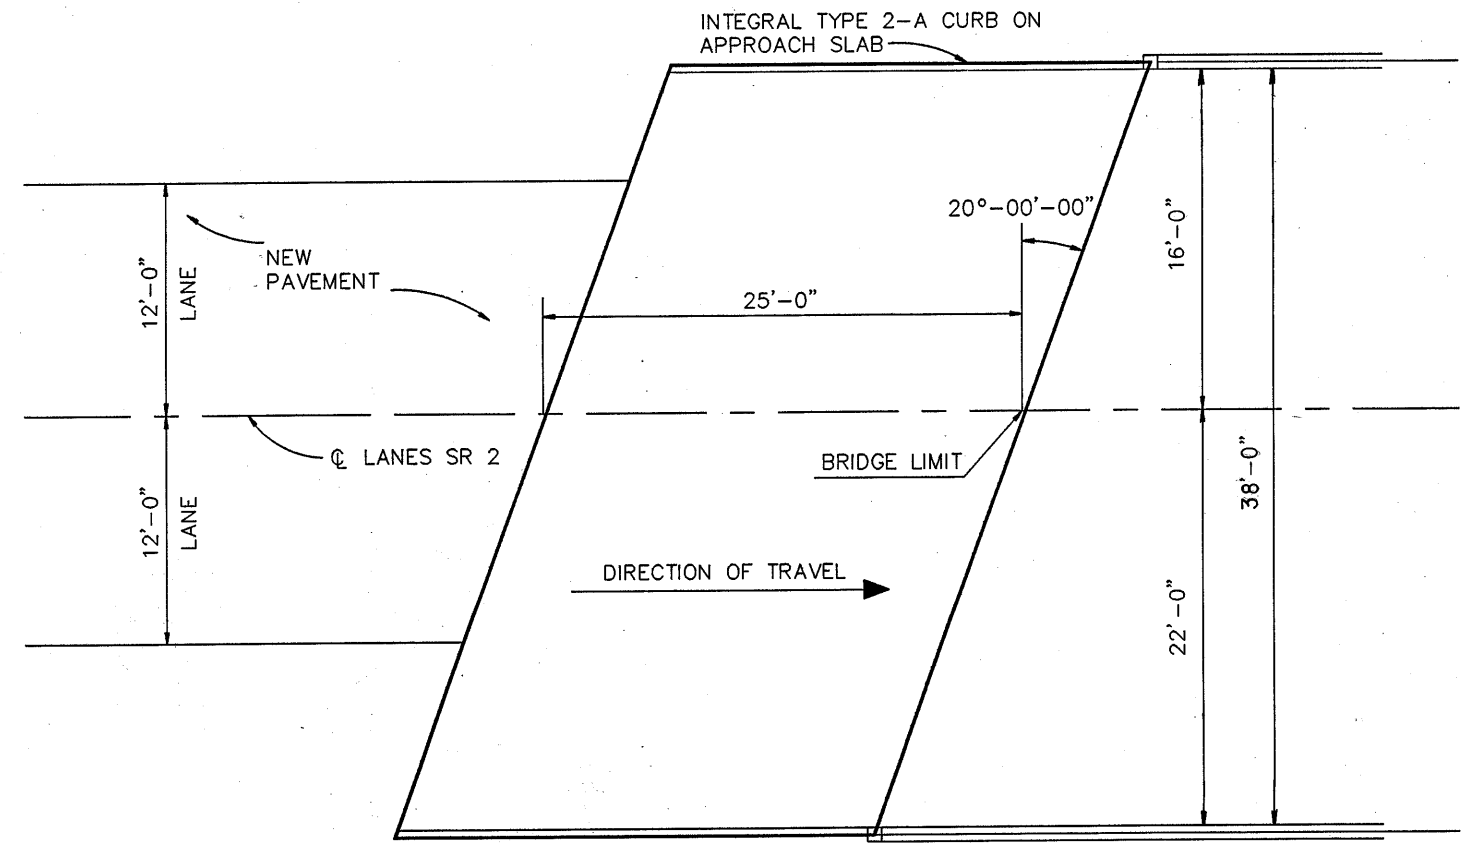 INTEGRAL TYPE 2-A CURB ON
APPROACH SLAB
20°-00'-00"
16'-0"
NEW
PAVEMENT
12'-0"
LANE
25'-0"
℄ LANES SR 2
BRIDGE LIMIT
38'-0"
12'-0"
LANE
DIRECTION OF TRAVEL
22'-0"